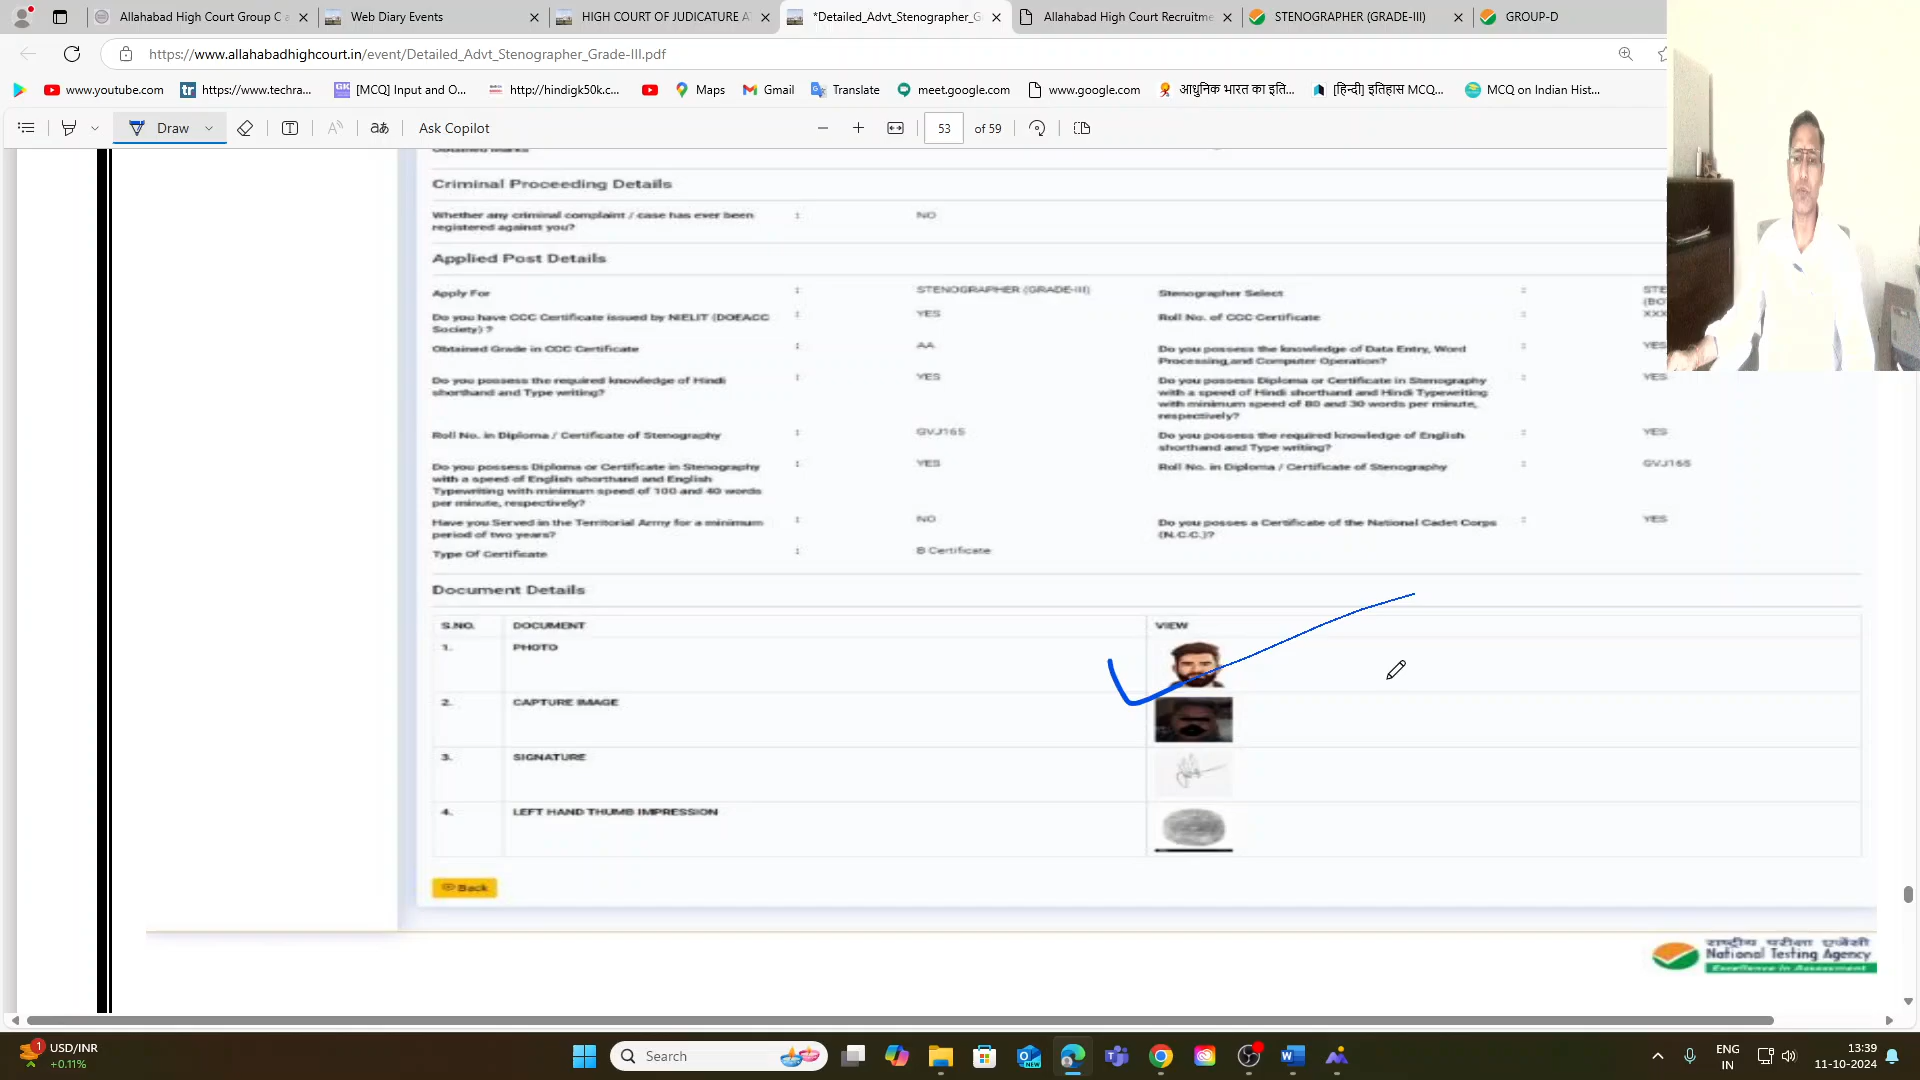 Allahabad High Court Group C a
Web Diary Events
HIGH COURT OF JUDICATURE AT
*Detailed_Advt_Stenographer_G
Allahabad High Court Recruitme
STENOGRAPHER (GRADE-III)
GROUP-D
https://www.allahabadhighcourt.in/event/Detailed_Advt_Stenographer_Grade-III.pdf
www.youtube.com
https://www.techra...
[MCQ] Input and O...
http://hindigk50k.c...
Maps
Gmail
Translate
meet.google.com
www.google.com
आधुनिक भारत का इति...
[हिन्दी] इतिहास MCQ...
MCQ on Indian Hist...
Draw
Ask Copilot
53 of 59
Obtained Marks
Criminal Proceeding Details
Whether any criminal complaint / case has ever been registered against you? : NO
Applied Post Details
Apply For : STENOGRAPHER (GRADE-III)
Stenographer Select : STE
(BO
Do you have CCC Certificate issued by NIELIT (DOEACC Society) ? : YES
Roll No. of CCC Certificate : XXX
Obtained Grade in CCC Certificate : AA
Do you possess the knowledge of Data Entry, Word Processing,and Computer Operation? : YES
Do you possess the required knowledge of Hindi shorthand and Type writing? : YES
Do you possess Diploma or Certificate in Stenography with a speed of Hindi shorthand and Hindi Typewriting with minimum speed of 80 and 30 words per minute, respectively? : YES
Roll No. in Diploma / Certificate of Stenography : GVJ165
Do you possess the required knowledge of English shorthand and Type writing? : YES
Do you possess Diploma or Certificate in Stenography with a speed of English shorthand and English Typewriting with minimum speed of 100 and 40 words per minute, respectively? : YES
Roll No. in Diploma / Certificate of Stenography : GVJ165
Have you Served in the Territorial Army for a minimum period of two years? : NO
Do you posses a Certificate of the National Cadet Corps (N.C.C.)? : YES
Type Of Certificate : B Certificate
Document Details
S.NO. DOCUMENT VIEW
1. PHOTO
2. CAPTURE IMAGE
3. SIGNATURE
4. LEFT HAND THUMB IMPRESSION
Back
राष्ट्रीय परीक्षा एजेंसी
National Testing Agency
Excellence in Assessment
1
USD/INR
+0.11%
Search
ENG
IN
13:39
11-10-2024